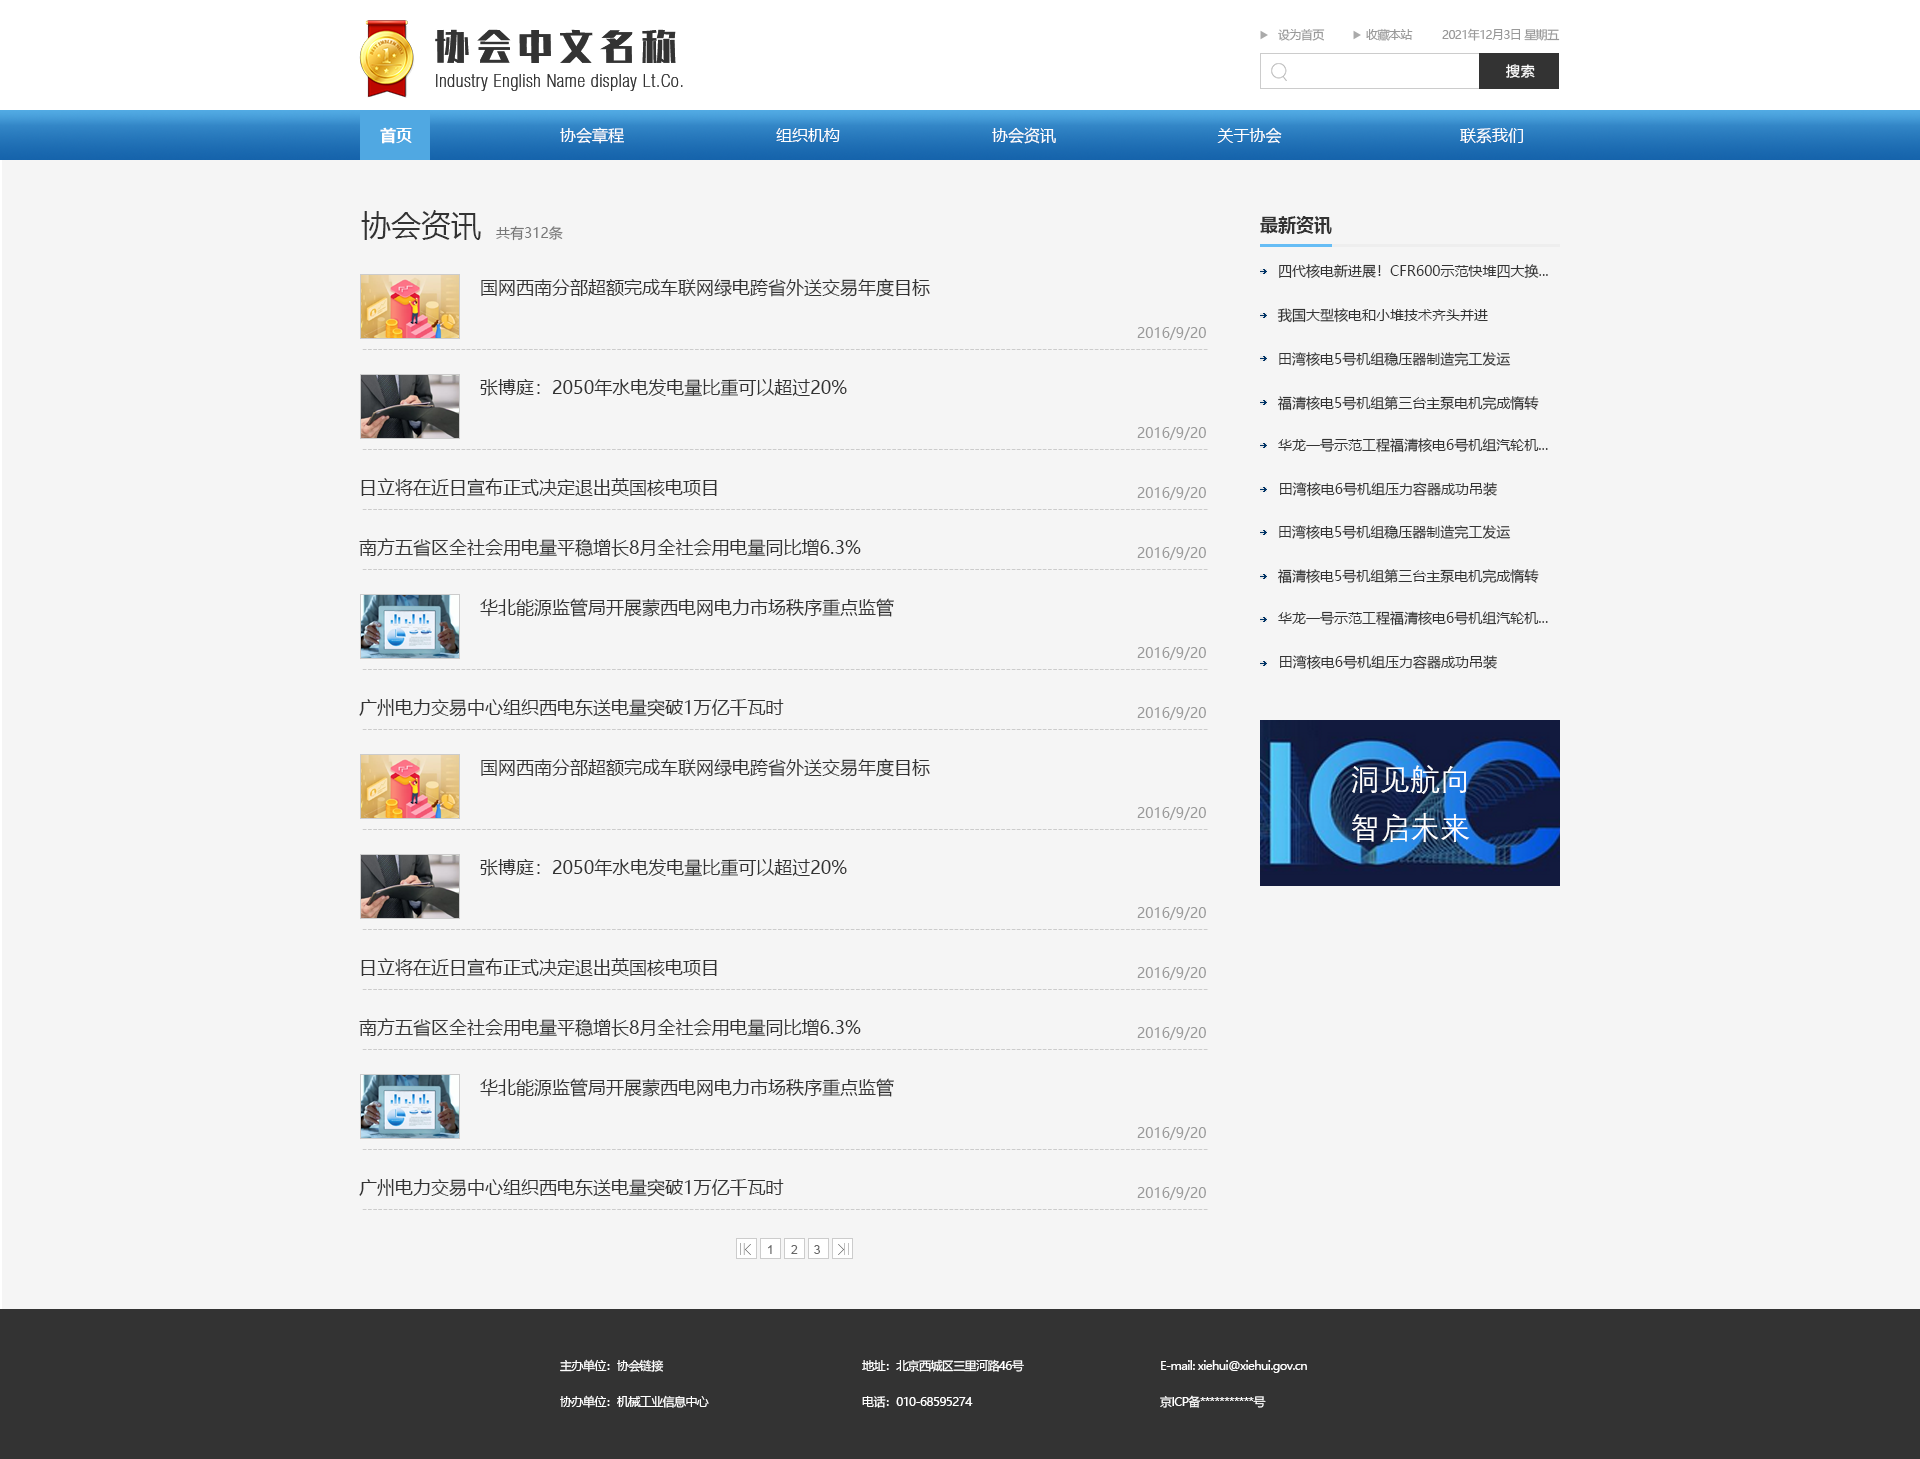 协会中文名称
Industry English Name display Lt.Co.
设为首页 收藏本站 2021年12月3日 星期五
搜索
首页 协会章程 组织机构 协会资讯 关于协会 联系我们
协会资讯 共有312条
国网西南分部超额完成车联网绿电跨省外送交易年度目标
2016/9/20
张博庭：2050年水电发电量比重可以超过20%
2016/9/20
日立将在近日宣布正式决定退出英国核电项目
2016/9/20
南方五省区全社会用电量平稳增长8月全社会用电量同比增6.3%
2016/9/20
华北能源监管局开展蒙西电网电力市场秩序重点监管
2016/9/20
广州电力交易中心组织西电东送电量突破1万亿千瓦时
2016/9/20
国网西南分部超额完成车联网绿电跨省外送交易年度目标
2016/9/20
张博庭：2050年水电发电量比重可以超过20%
2016/9/20
日立将在近日宣布正式决定退出英国核电项目
2016/9/20
南方五省区全社会用电量平稳增长8月全社会用电量同比增6.3%
2016/9/20
华北能源监管局开展蒙西电网电力市场秩序重点监管
2016/9/20
广州电力交易中心组织西电东送电量突破1万亿千瓦时
2016/9/20
1 2 3
最新资讯
四代核电新进展！CFR600示范快堆四大换...
我国大型核电和小堆技术齐头并进
田湾核电5号机组稳压器制造完工发运
福清核电5号机组第三台主泵电机完成惰转
华龙一号示范工程福清核电6号机组汽轮机...
田湾核电6号机组压力容器成功吊装
田湾核电5号机组稳压器制造完工发运
福清核电5号机组第三台主泵电机完成惰转
华龙一号示范工程福清核电6号机组汽轮机...
田湾核电6号机组压力容器成功吊装
洞见航向
智启未来
主办单位：协会链接 地址：北京西城区三里河路46号 E-mail: xiehui@xiehui.gov.cn
协办单位：机械工业信息中心 电话：010-68595274 京ICP备***********号